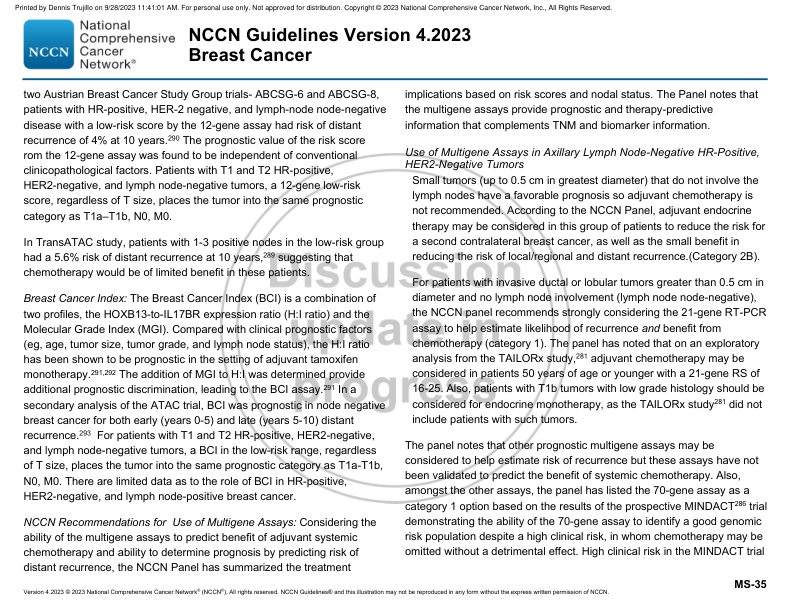 Printed by Dennis Trujillo on 9/28/2023 11:41:01 AM. For personal use only. Not approved for distribution. Copyright © 2023 National Comprehensive Cancer Network, Inc., All Rights Reserved.
NCCN
National
Comprehensive
Cancer
Network®
NCCN Guidelines Version 4.2023
Breast Cancer
two Austrian Breast Cancer Study Group trials- ABCSG-6 and ABCSG-8,
patients with HR-positive, HER-2 negative, and lymph-node node-negative
disease with a low-risk score by the 12-gene assay had risk of distant
recurrence of 4% at 10 years.290 The prognostic value of the risk score
rom the 12-gene assay was found to be independent of conventional
clinicopathological factors. Patients with T1 and T2 HR-positive,
HER2-negative, and lymph node-negative tumors, a 12-gene low-risk
score, regardless of T size, places the tumor into the same prognostic
category as T1a–T1b, N0, M0.
In TransATAC study, patients with 1-3 positive nodes in the low-risk group
had a 5.6% risk of distant recurrence at 10 years,289 suggesting that
chemotherapy would be of limited benefit in these patients.
Breast Cancer Index: The Breast Cancer Index (BCI) is a combination of
two profiles, the HOXB13-to-IL17BR expression ratio (H:I ratio) and the
Molecular Grade Index (MGI). Compared with clinical prognostic factors
(eg, age, tumor size, tumor grade, and lymph node status), the H:I ratio
has been shown to be prognostic in the setting of adjuvant tamoxifen
monotherapy.291,292 The addition of MGI to H:I was determined provide
additional prognostic discrimination, leading to the BCI assay.291 In a
secondary analysis of the ATAC trial, BCI was prognostic in node negative
breast cancer for both early (years 0-5) and late (years 5-10) distant
recurrence.293 For patients with T1 and T2 HR-positive, HER2-negative,
and lymph node-negative tumors, a BCI in the low-risk range, regardless
of T size, places the tumor into the same prognostic category as T1a-T1b,
N0, M0. There are limited data as to the role of BCI in HR-positive,
HER2-negative, and lymph node-positive breast cancer.
NCCN Recommendations for Use of Multigene Assays: Considering the
ability of the multigene assays to predict benefit of adjuvant systemic
chemotherapy and ability to determine prognosis by predicting risk of
distant recurrence, the NCCN Panel has summarized the treatment
implications based on risk scores and nodal status. The Panel notes that
the multigene assays provide prognostic and therapy-predictive
information that complements TNM and biomarker information.
Use of Multigene Assays in Axillary Lymph Node-Negative HR-Positive,
HER2-Negative Tumors
Small tumors (up to 0.5 cm in greatest diameter) that do not involve the
lymph nodes have a favorable prognosis so adjuvant chemotherapy is
not recommended. According to the NCCN Panel, adjuvant endocrine
therapy may be considered in this group of patients to reduce the risk for
a second contralateral breast cancer, as well as the small benefit in
reducing the risk of local/regional and distant recurrence.(Category 2B).
For patients with invasive ductal or lobular tumors greater than 0.5 cm in
diameter and no lymph node involvement (lymph node node-negative),
the NCCN panel recommends strongly considering the 21-gene RT-PCR
assay to help estimate likelihood of recurrence and benefit from
chemotherapy (category 1). The panel has noted that on an exploratory
analysis from the TAILORx study,281 adjuvant chemotherapy may be
considered in patients 50 years of age or younger with a 21-gene RS of
16-25. Also, patients with T1b tumors with low grade histology should be
considered for endocrine monotherapy, as the TAILORx study281 did not
include patients with such tumors.
The panel notes that other prognostic multigene assays may be
considered to help estimate risk of recurrence but these assays have not
been validated to predict the benefit of systemic chemotherapy. Also,
amongst the other assays, the panel has listed the 70-gene assay as a
category 1 option based on the results of the prospective MINDACT286 trial
demonstrating the ability of the 70-gene assay to identify a good genomic
risk population despite a high clinical risk, in whom chemotherapy may be
omitted without a detrimental effect. High clinical risk in the MINDACT trial
Discussion
update in
progress
MS-35
Version 4.2023 © 2023 National Comprehensive Cancer Network® (NCCN®), All rights reserved. NCCN Guidelines® and this illustration may not be reproduced in any form without the express written permission of NCCN.